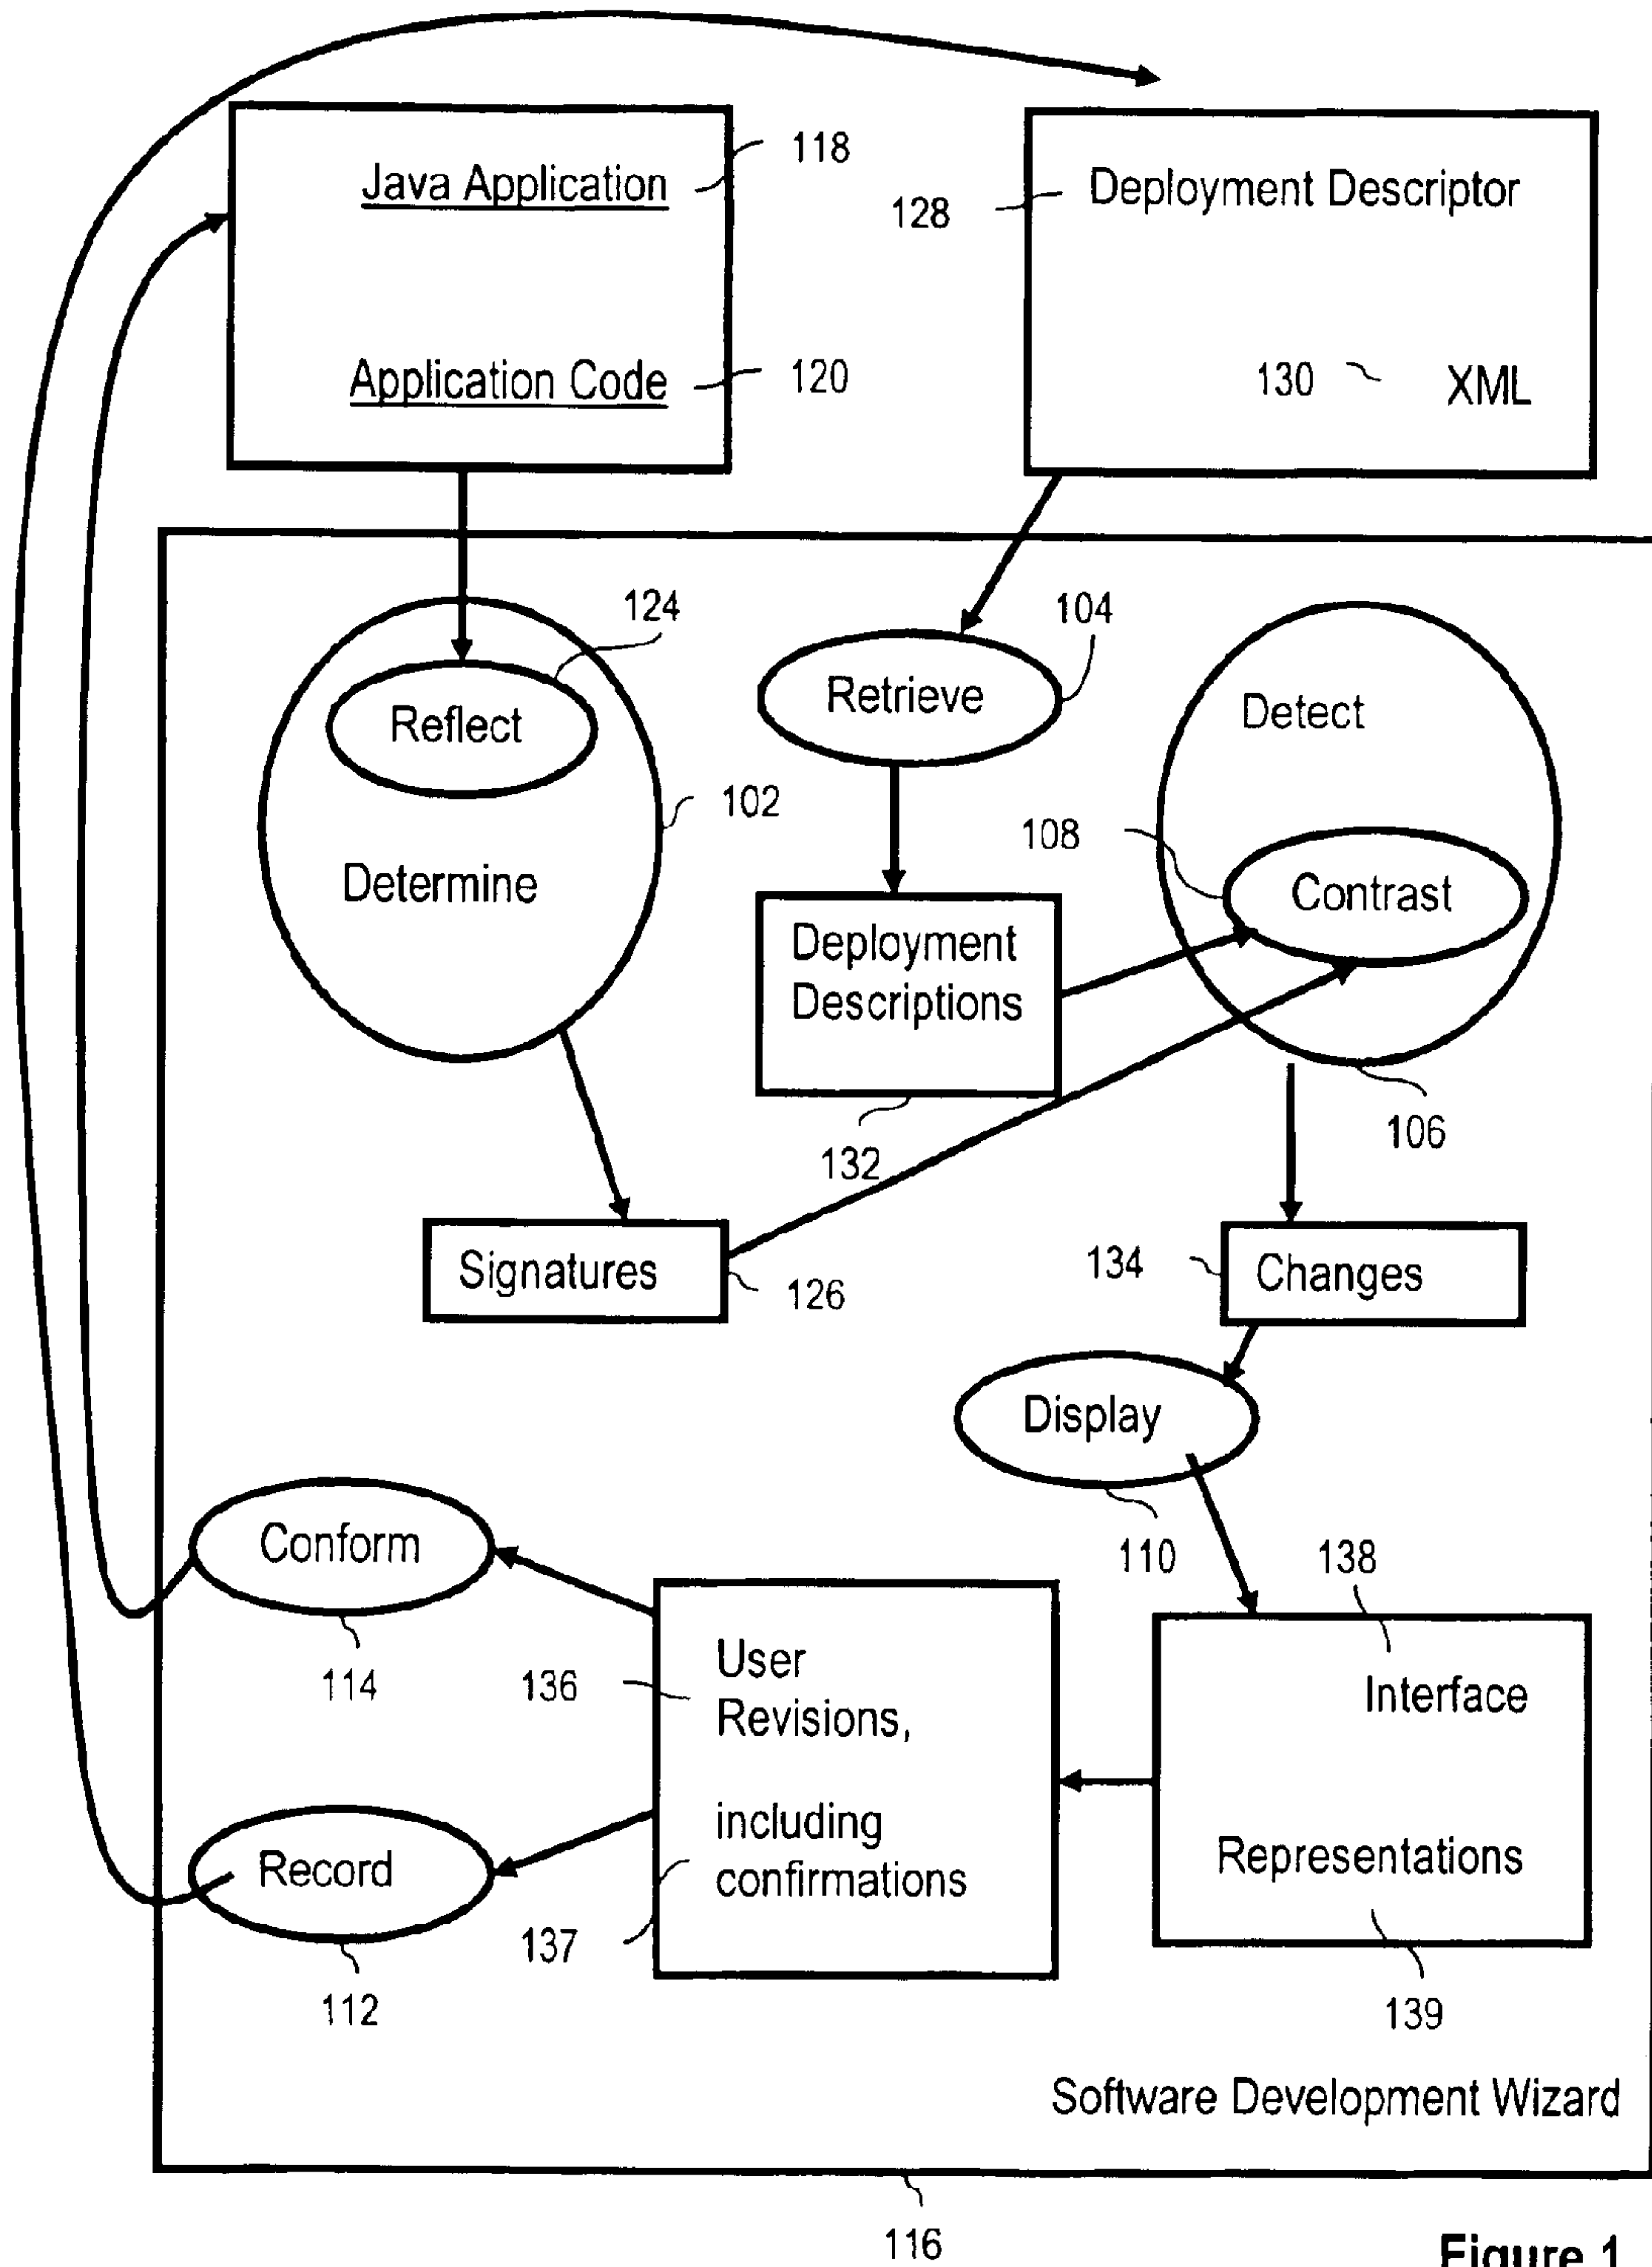 118
Java Application
128
Deployment Descriptor
120
Application Code
130
XML
124
104
Reflect
Retrieve
Detect
102
108
Determine
Contrast
Deployment
Descriptions
132
106
Signatures
126
134
Changes
Display
110
Conform
114
138
136
User
Revisions,
Interface
including
confirmations
137
Record
112
Representations
139
Software Development Wizard
116
Figure 1